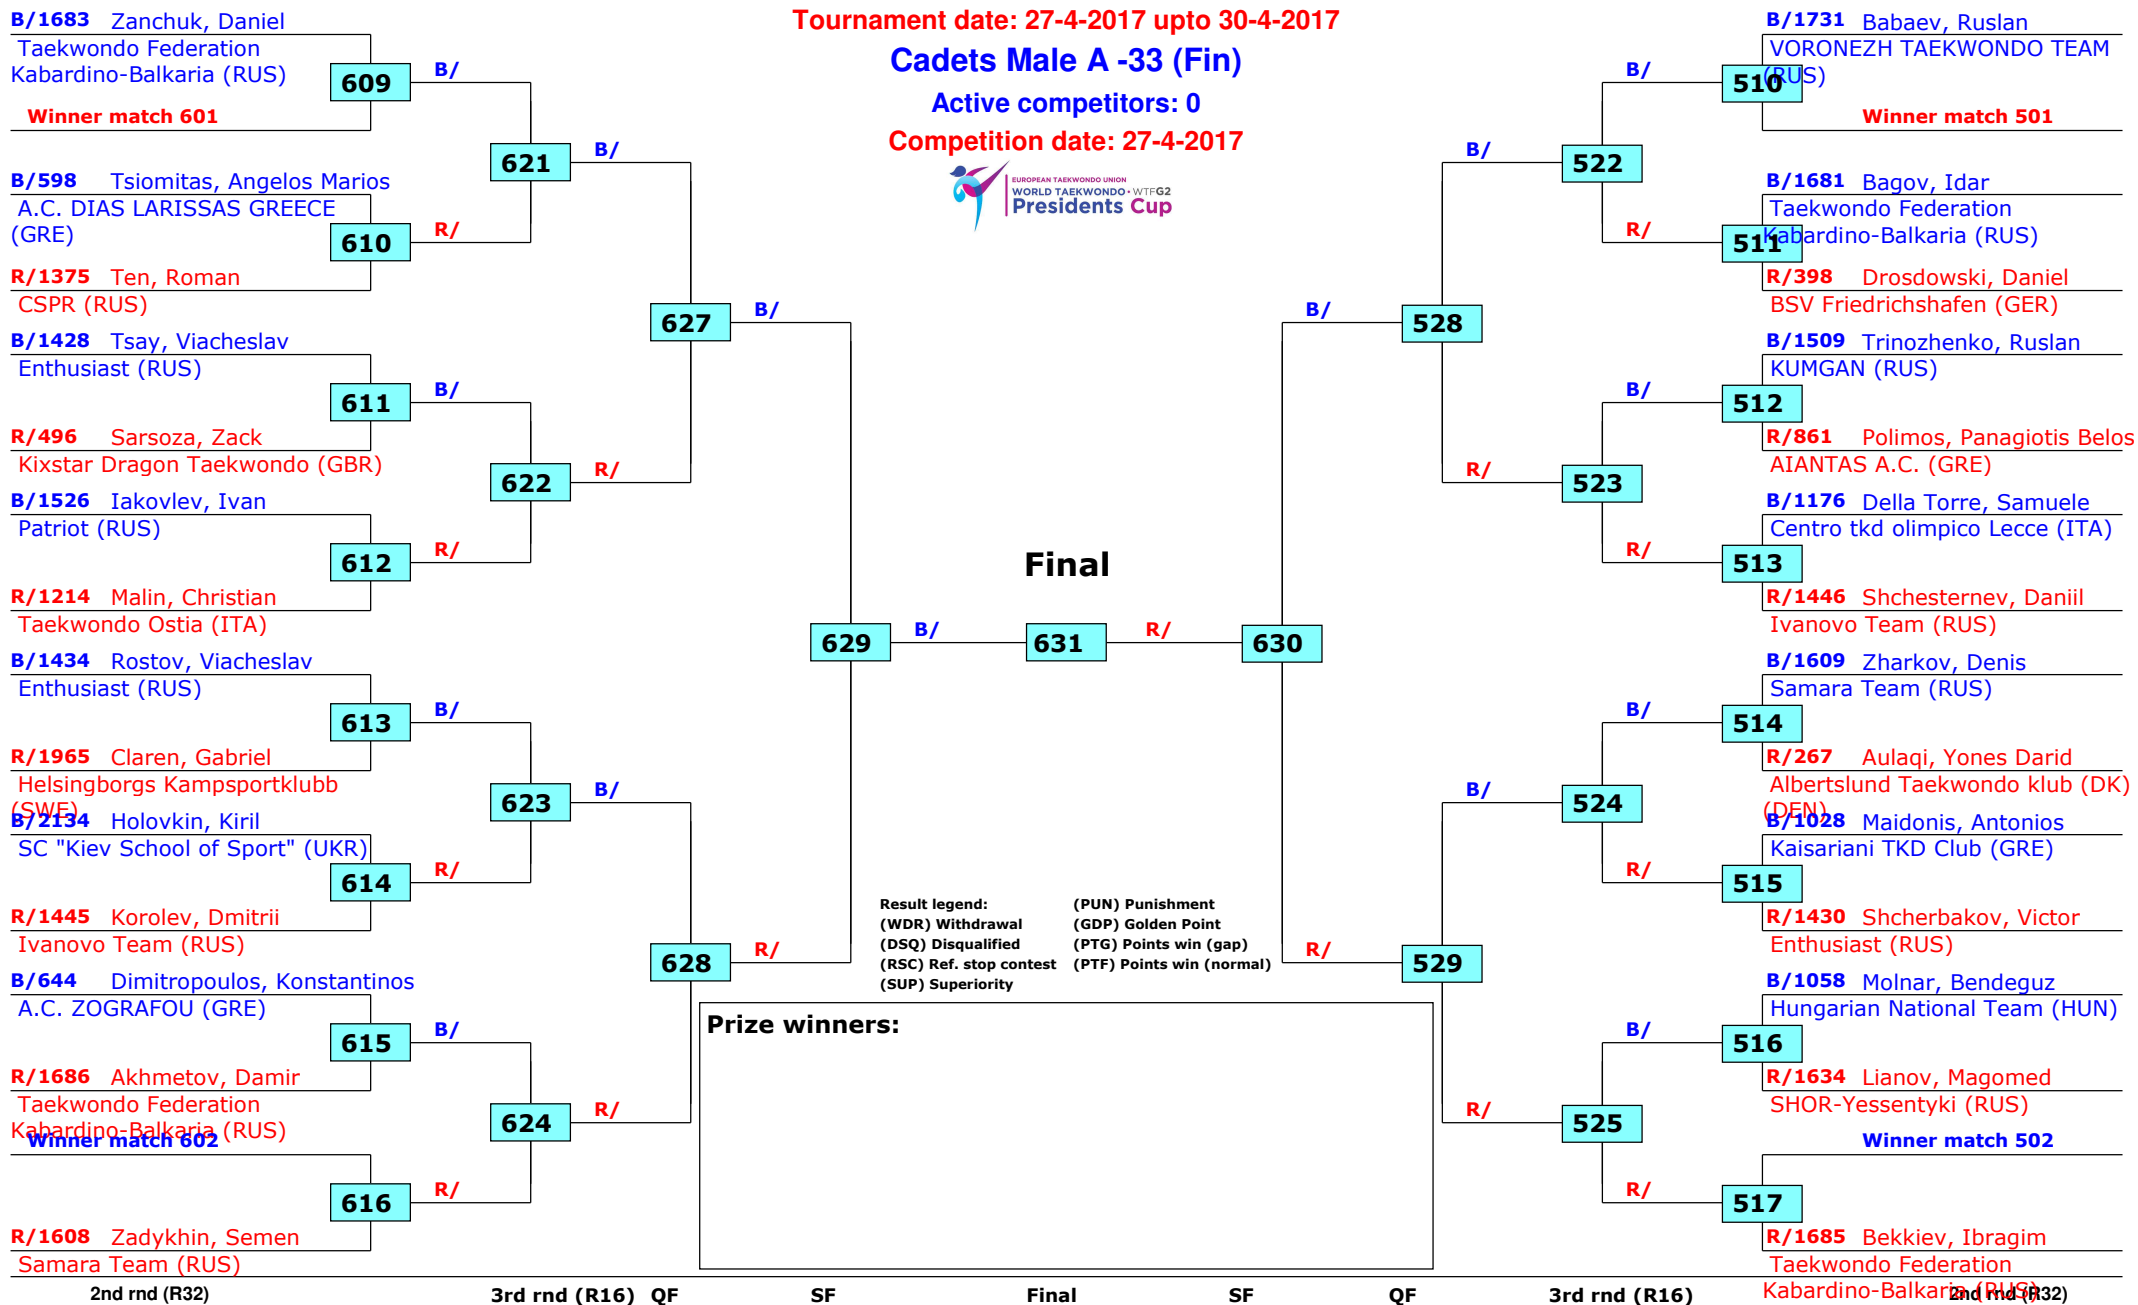 Tournament date: 27-4-2017 upto 30-4-2017
Cadets Male A -33 (Fin)
Active competitors: 0
Competition date: 27-4-2017
EUROPEAN TAEKWONDO UNION
WORLD TAEKWONDO • WTFG2
Presidents Cup
B/1683 Zanchuk, Daniel
Taekwondo Federation
Kabardino-Balkaria (RUS)
609
B/
Winner match 601
621
B/
B/598 Tsiomitas, Angelos Marios
A.C. DIAS LARISSAS GREECE
(GRE)
610
R/
R/1375 Ten, Roman
CSPR (RUS)
627
B/
B/1428 Tsay, Viacheslav
Enthusiast (RUS)
611
B/
R/496 Sarsoza, Zack
Kixstar Dragon Taekwondo (GBR)
622
R/
B/1526 Iakovlev, Ivan
Patriot (RUS)
612
R/
R/1214 Malin, Christian
Taekwondo Ostia (ITA)
629
B/
B/1434 Rostov, Viacheslav
Enthusiast (RUS)
613
B/
R/1965 Claren, Gabriel
Helsingborgs Kampsportklubb
(SWE)
623
B/
B/2134 Holovkin, Kiril
SC "Kiev School of Sport" (UKR)
614
R/
R/1445 Korolev, Dmitrii
Ivanovo Team (RUS)
628
R/
B/644 Dimitropoulos, Konstantinos
A.C. ZOGRAFOU (GRE)
615
B/
R/1686 Akhmetov, Damir
Taekwondo Federation
Kabardino-Balkaria (RUS)
Winner match 602
624
R/
616
R/
R/1608 Zadykhin, Semen
Samara Team (RUS)
Final
631
R/
630
B/1731 Babaev, Ruslan
VORONEZH TAEKWONDO TEAM
(RUS)
B/
510
Winner match 501
B/
522
B/1681 Bagov, Idar
Taekwondo Federation
Kabardino-Balkaria (RUS)
R/
511
R/398 Drosdowski, Daniel
BSV Friedrichshafen (GER)
B/
528
B/1509 Trinozhenko, Ruslan
KUMGAN (RUS)
B/
512
R/861 Polimos, Panagiotis Belos
AIANTAS A.C. (GRE)
R/
523
B/1176 Della Torre, Samuele
Centro tkd olimpico Lecce (ITA)
R/
513
R/1446 Shchesternev, Daniil
Ivanovo Team (RUS)
B/1609 Zharkov, Denis
Samara Team (RUS)
B/
514
R/267 Aulaqi, Yones Darid
Albertslund Taekwondo klub (DK)
(DEN)
B/
524
B/1028 Maidonis, Antonios
Kaisariani TKD Club (GRE)
R/
515
R/1430 Shcherbakov, Victor
Enthusiast (RUS)
R/
529
B/1058 Molnar, Bendeguz
Hungarian National Team (HUN)
B/
516
R/1634 Lianov, Magomed
SHOR-Yessentyki (RUS)
R/
525
Winner match 502
R/
517
R/1685 Bekkiev, Ibragim
Taekwondo Federation
Kabardino-Balkaria (RUS)
Result legend: (PUN) Punishment
(WDR) Withdrawal (GDP) Golden Point
(DSQ) Disqualified (PTG) Points win (gap)
(RSC) Ref. stop contest (PTF) Points win (normal)
(SUP) Superiority
Prize winners:
2nd rnd (R32) 3rd rnd (R16) QF SF Final SF QF 3rd rnd (R16) 2nd rnd (R32)